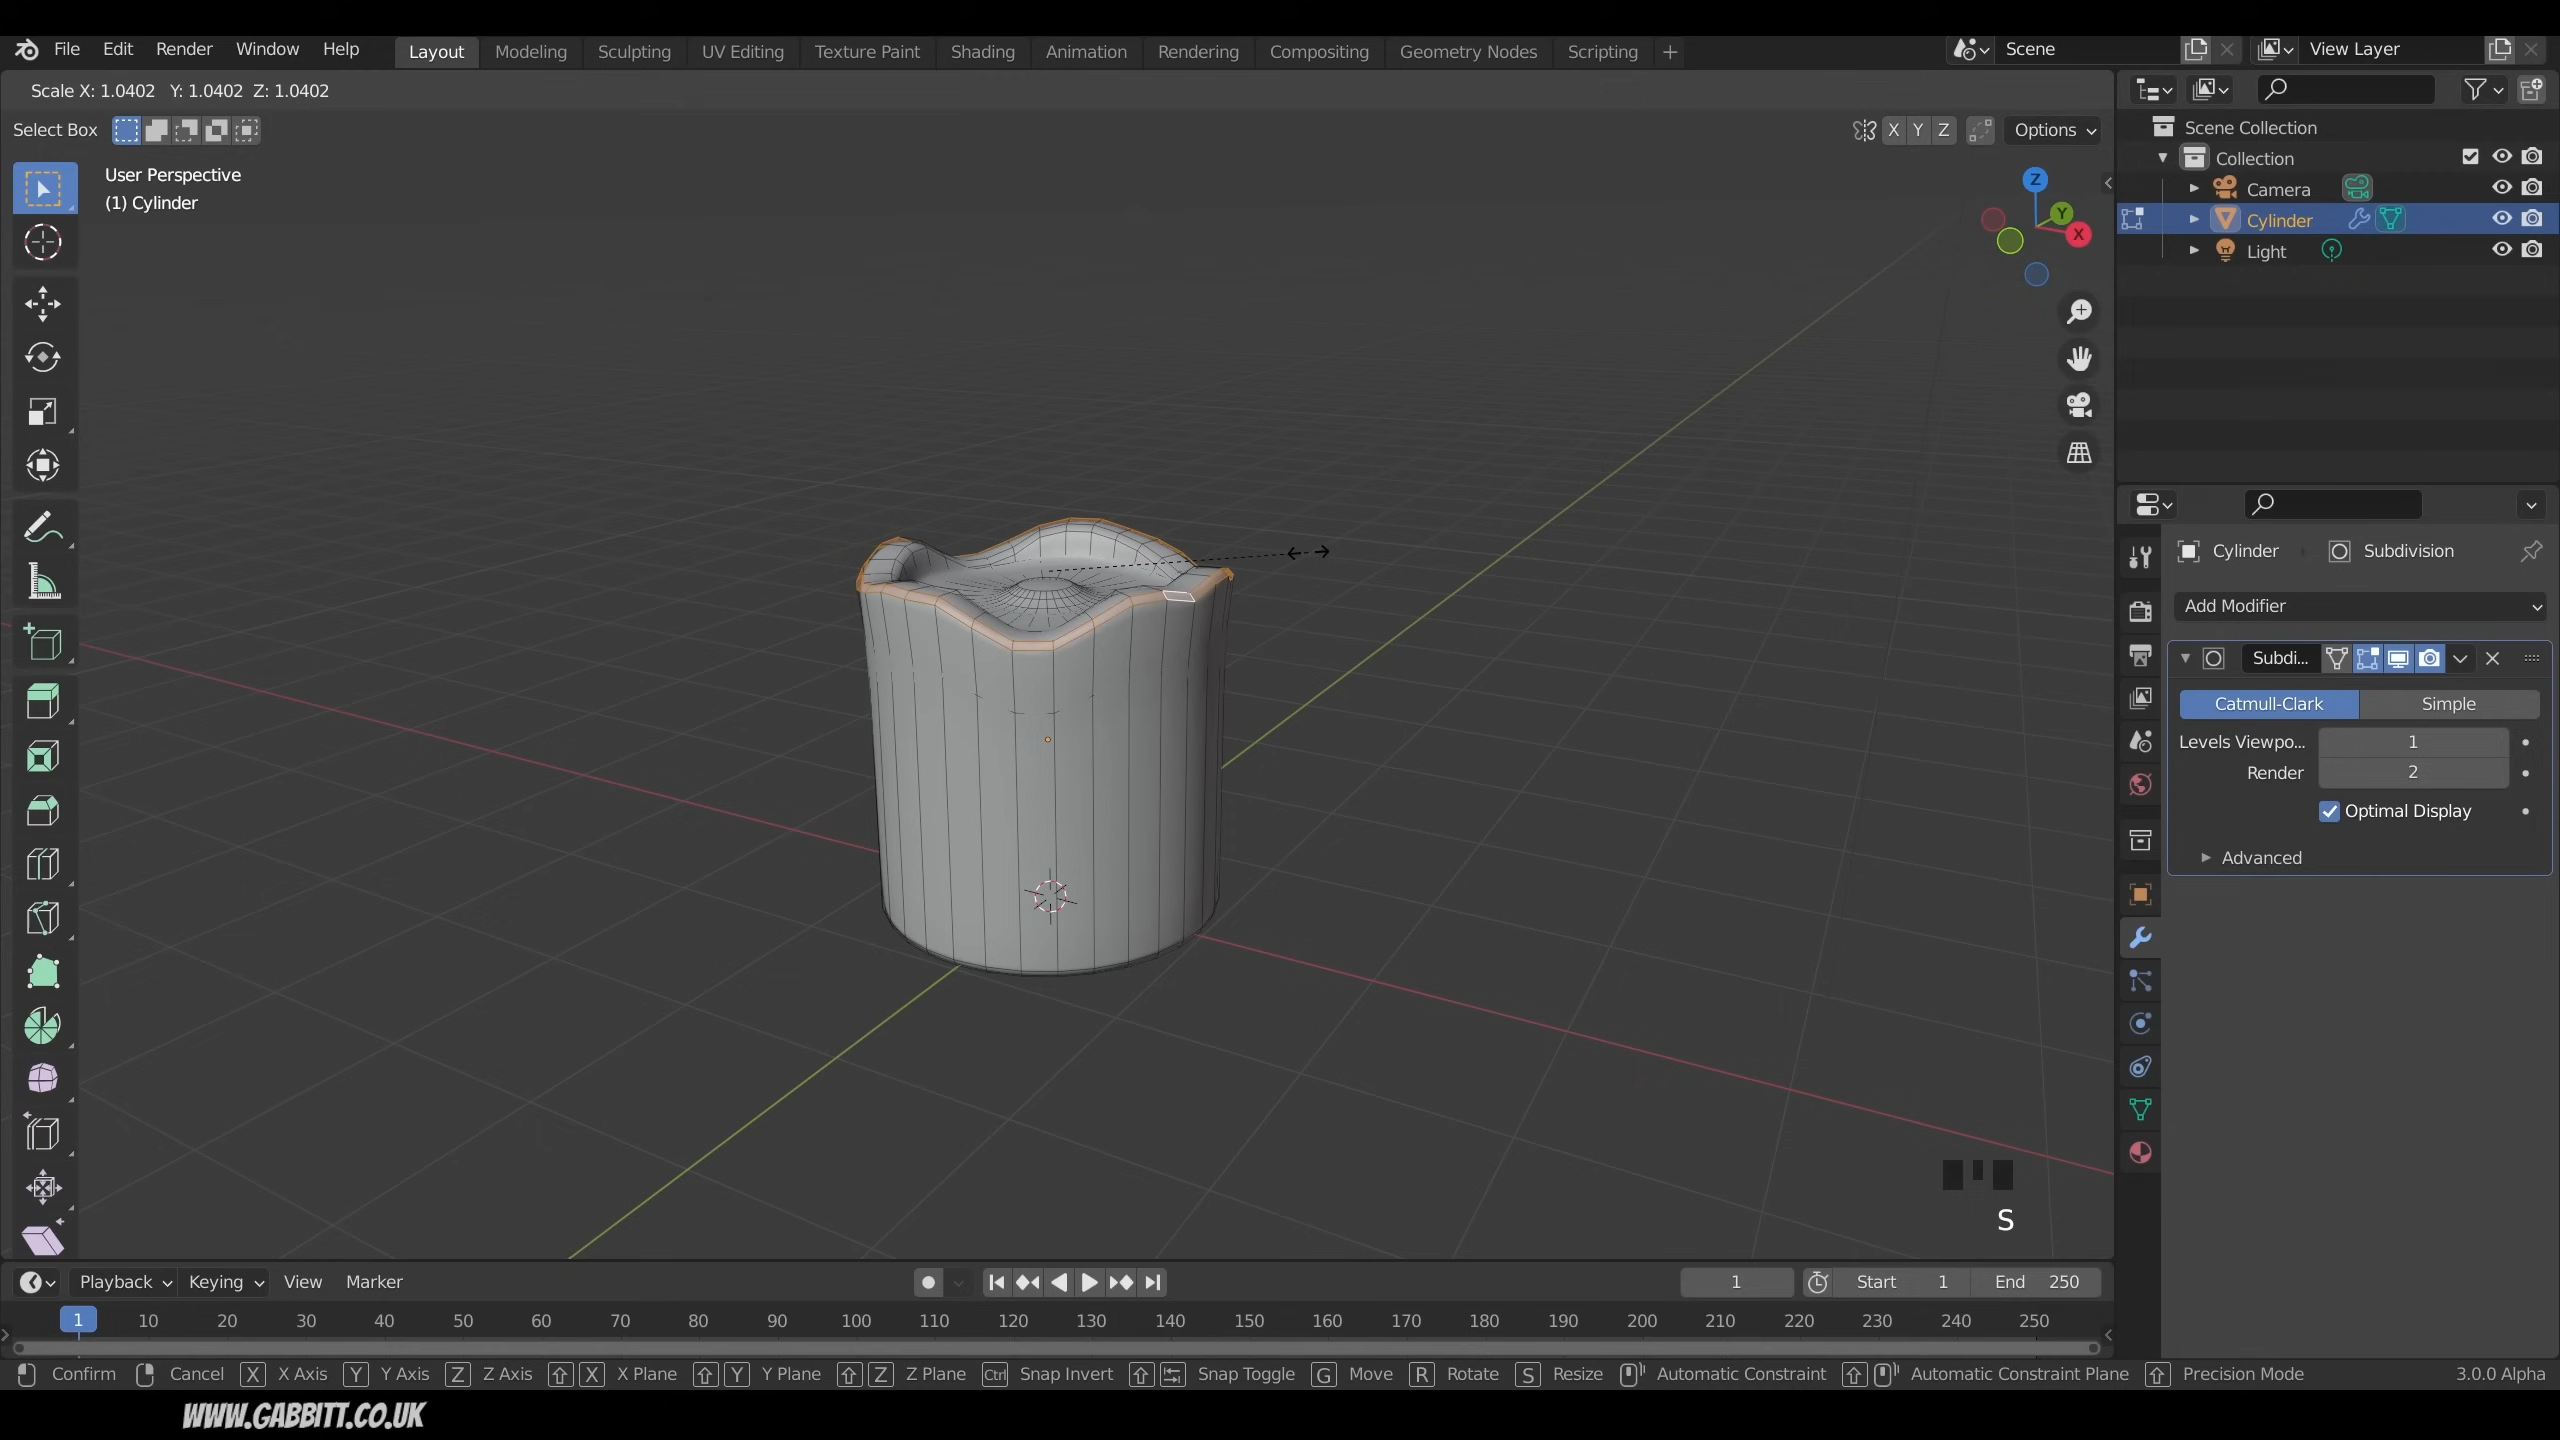 File Edit Render Window Help Layout Modeling Sculpting UV Editing Texture Paint Shading Animation Rendering Compositing Geometry Nodes Scripting + Scene View Layer
Scale X: 1.0402 Y: 1.0402 Z: 1.0402
Select Box X Y Z Options
User Perspective
(1) Cylinder
Z
Y
X
Scene Collection
Collection
Camera
Cylinder
Light
Cylinder Subdivision
Add Modifier
Subdi...
Catmull-Clark Simple
Levels Viewpo... 1
Render 2
Optimal Display
Advanced
S
Playback Keying View Marker 1 Start 1 End 250
1 10 20 30 40 50 60 70 80 90 100 110 120 130 140 150 160 170 180 190 200 210 220 230 240 250
Confirm Cancel X X Axis Y Y Axis Z Z Axis X X Plane Y Y Plane Z Z Plane Ctrl Snap Invert Snap Toggle G Move R Rotate S Resize Automatic Constraint Automatic Constraint Plane Precision Mode 3.0.0 Alpha
WWW.GABBITT.CO.UK